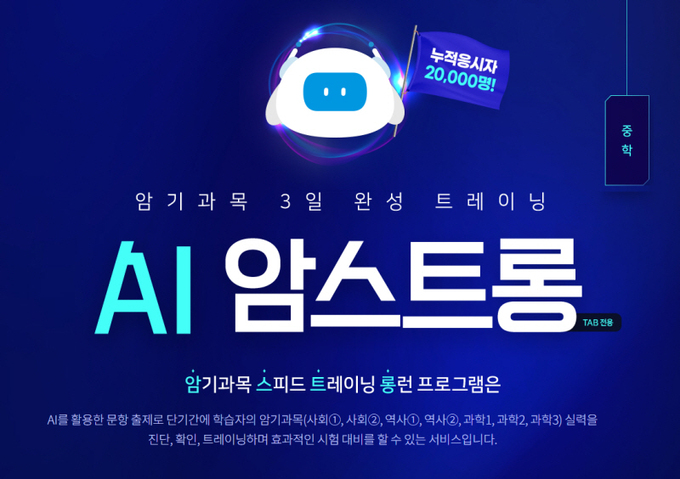 누적응시자
20,000명!
중
학
암기과목 3일 완성 트레이닝
AI 암스트롱
TAB 전용
암기과목 스피드 트레이닝 롱런 프로그램은
AI를 활용한 문항 출제로 단기간에 학습자의 암기과목(사회①, 사회②, 역사①, 역사②, 과학1, 과학2, 과학3) 실력을
진단, 확인, 트레이닝하며 효과적인 시험 대비를 할 수 있는 서비스입니다.